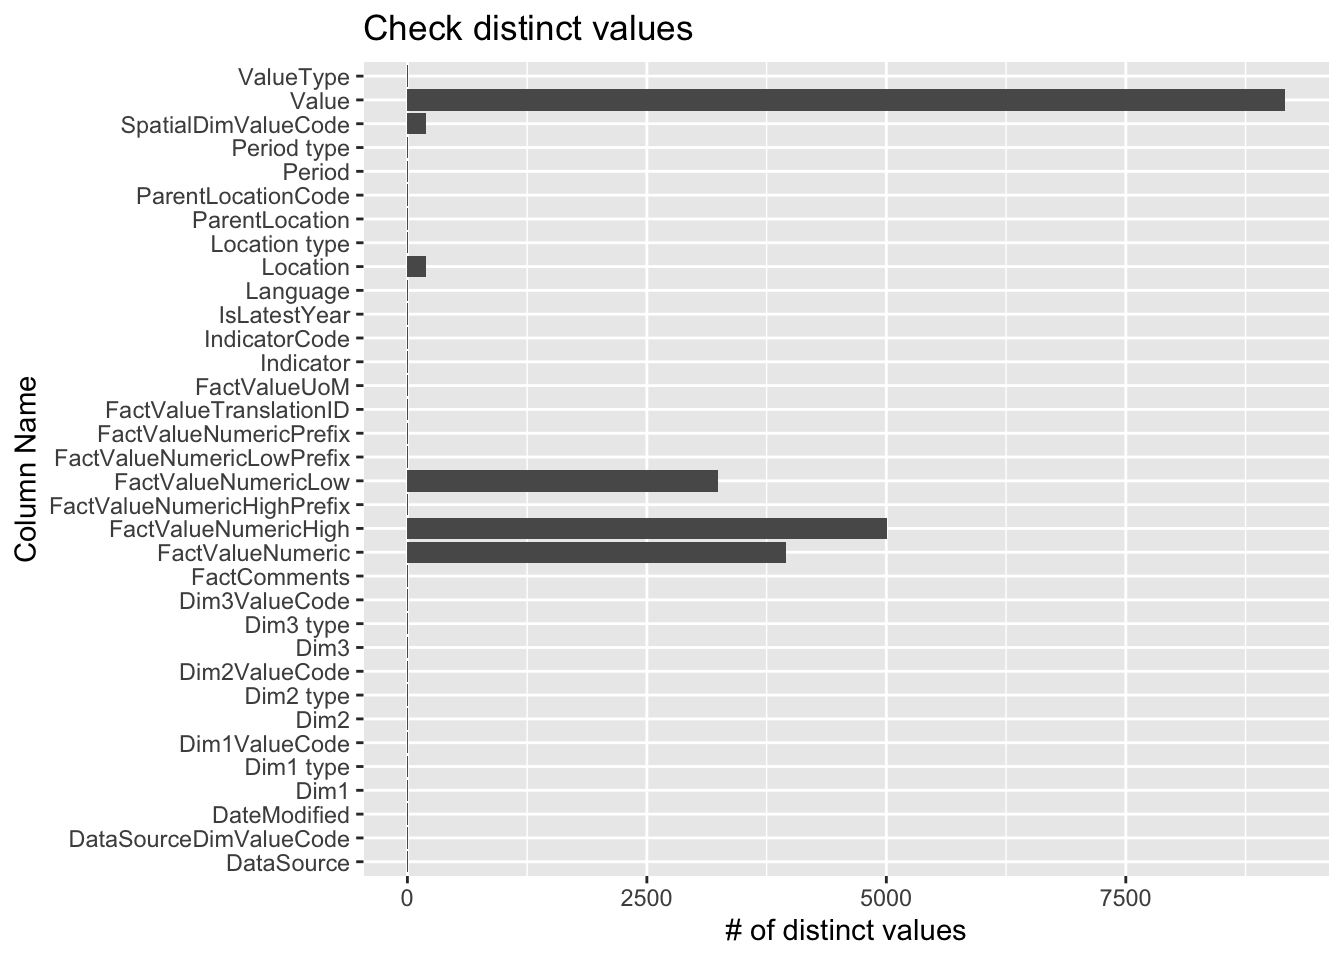 Check distinct values
ValueType
Value
SpatialDimValueCode
Period type
Period
ParentLocationCode
ParentLocation
Location type
Location
Language
IsLatestYear
IndicatorCode
Indicator
FactValueUoM
FactValueTranslationID
FactValueNumericPrefix
FactValueNumericLowPrefix
FactValueNumericLow
FactValueNumericHighPrefix
FactValueNumericHigh
FactValueNumeric
FactComments
Dim3ValueCode
Dim3 type
Dim3
Dim2ValueCode
Dim2 type
Dim2
Dim1ValueCode
Dim1 type
Dim1
DateModified
DataSourceDimValueCode
DataSource
Column Name
0 2500 5000 7500
# of distinct values